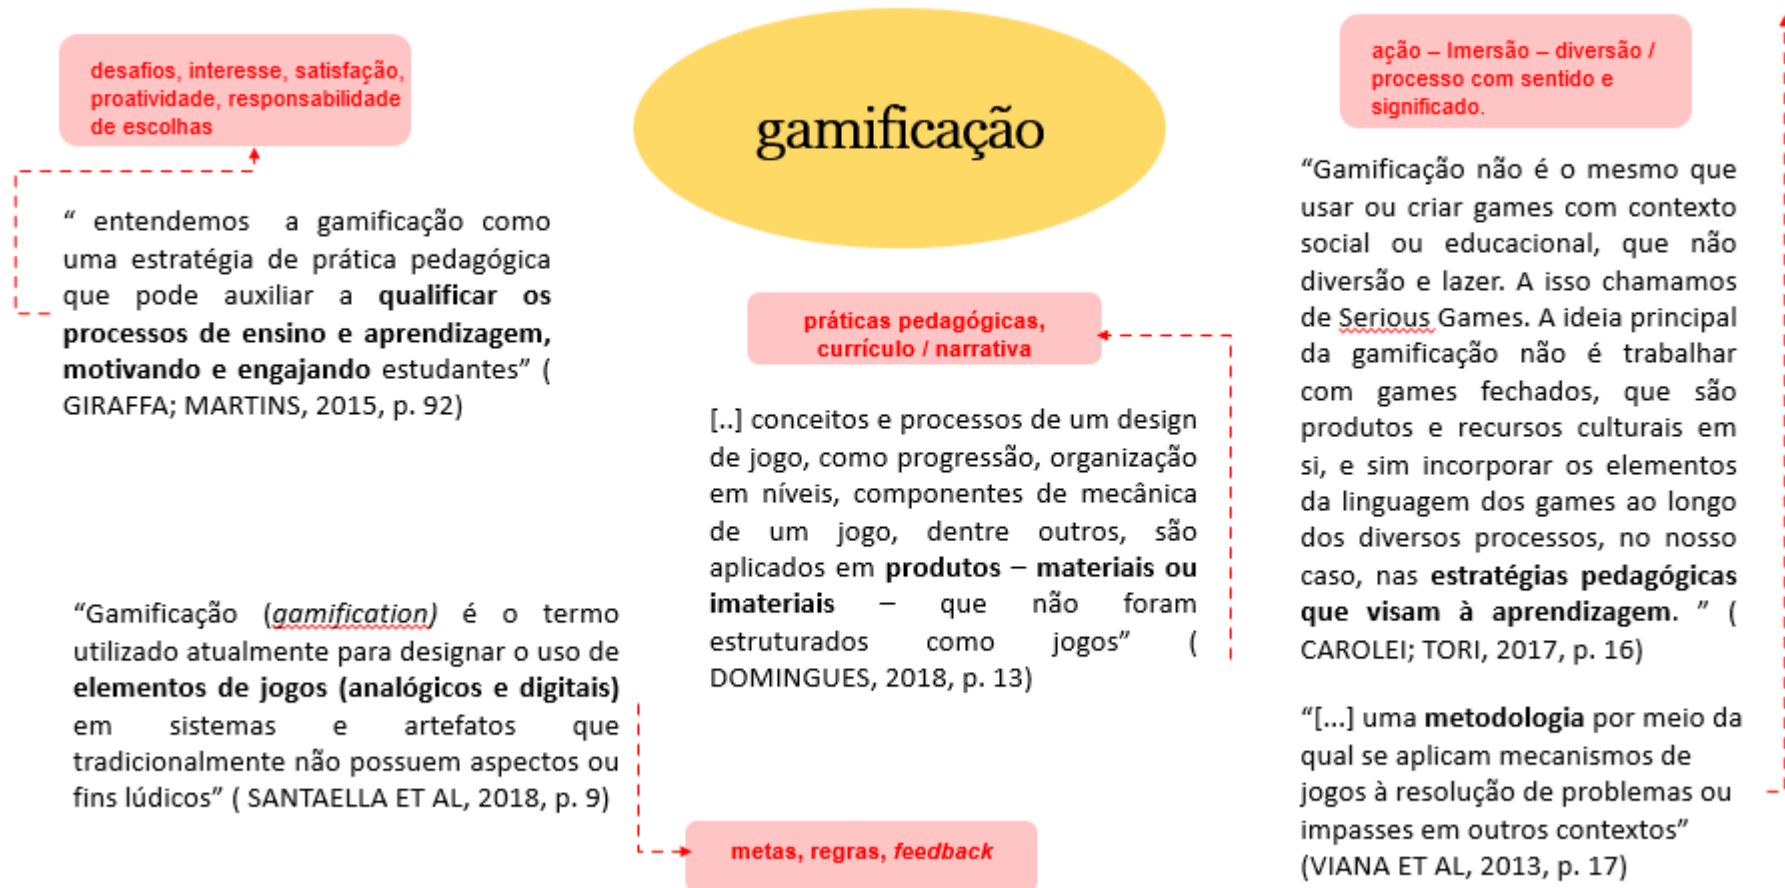 desafios, interesse, satisfação,
proatividade, responsabilidade
de escolhas
“ entendemos a gamificação como
uma estratégia de prática pedagógica
que pode auxiliar a qualificar os
processos de ensino e aprendizagem,
motivando e engajando estudantes” (
GIRAFFA; MARTINS, 2015, p. 92)
“Gamificação (gamification) é o termo
utilizado atualmente para designar o uso de
elementos de jogos (analógicos e digitais)
em sistemas e artefatos que
tradicionalmente não possuem aspectos ou
fins lúdicos” ( SANTAELLA ET AL, 2018, p. 9)
gamificação
práticas pedagógicas,
currículo / narrativa
[..] conceitos e processos de um design
de jogo, como progressão, organização
em níveis, componentes de mecânica
de um jogo, dentre outros, são
aplicados em produtos – materiais ou
imateriais – que não foram
estruturados como jogos” (
DOMINGUES, 2018, p. 13)
metas, regras, feedback
ação – Imersão – diversão /
processo com sentido e
significado.
“Gamificação não é o mesmo que
usar ou criar games com contexto
social ou educacional, que não
diversão e lazer. A isso chamamos
de Serious Games. A ideia principal
da gamificação não é trabalhar
com games fechados, que são
produtos e recursos culturais em
si, e sim incorporar os elementos
da linguagem dos games ao longo
dos diversos processos, no nosso
caso, nas estratégias pedagógicas
que visam à aprendizagem. ” (
CAROLEI; TORI, 2017, p. 16)
“[...] uma metodologia por meio da
qual se aplicam mecanismos de
jogos à resolução de problemas ou
impasses em outros contextos”
(VIANA ET AL, 2013, p. 17)